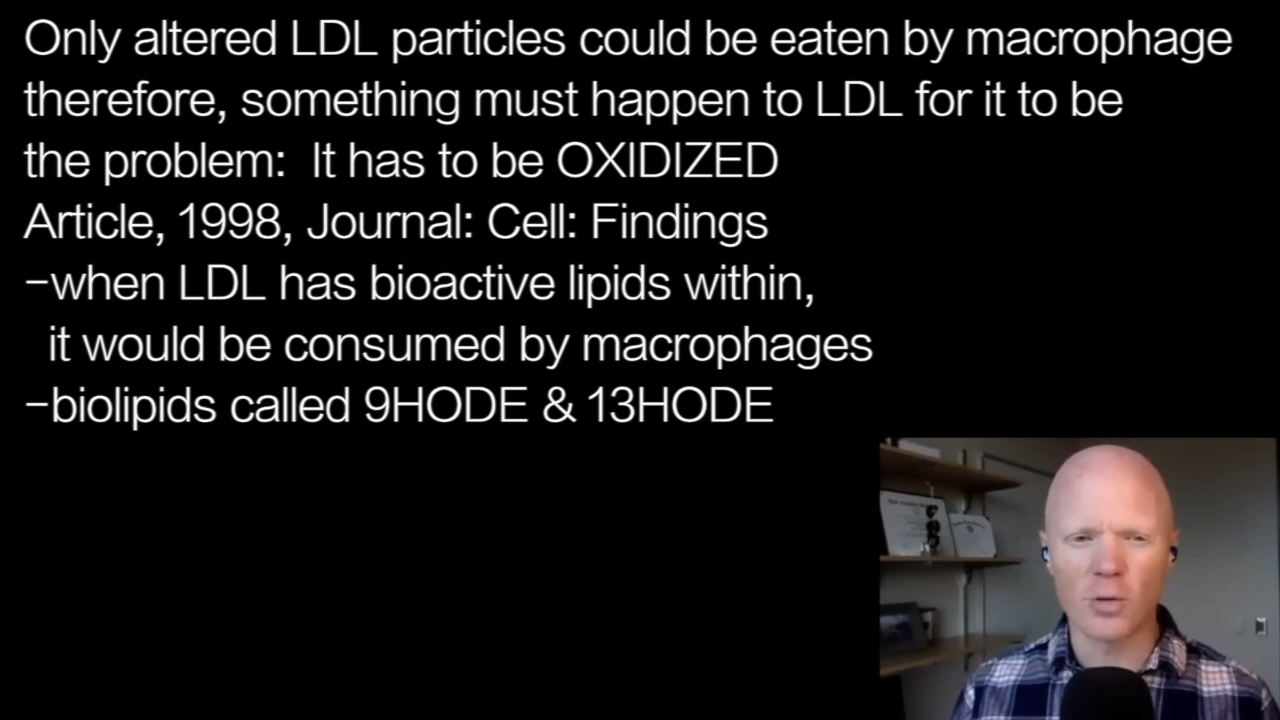 Only altered LDL particles could be eaten by macrophage
therefore, something must happen to LDL for it to be
the problem:  It has to be OXIDIZED
Article, 1998, Journal: Cell: Findings
–when LDL has bioactive lipids within,
it would be consumed by macrophages
–biolipids called 9HODE & 13HODE